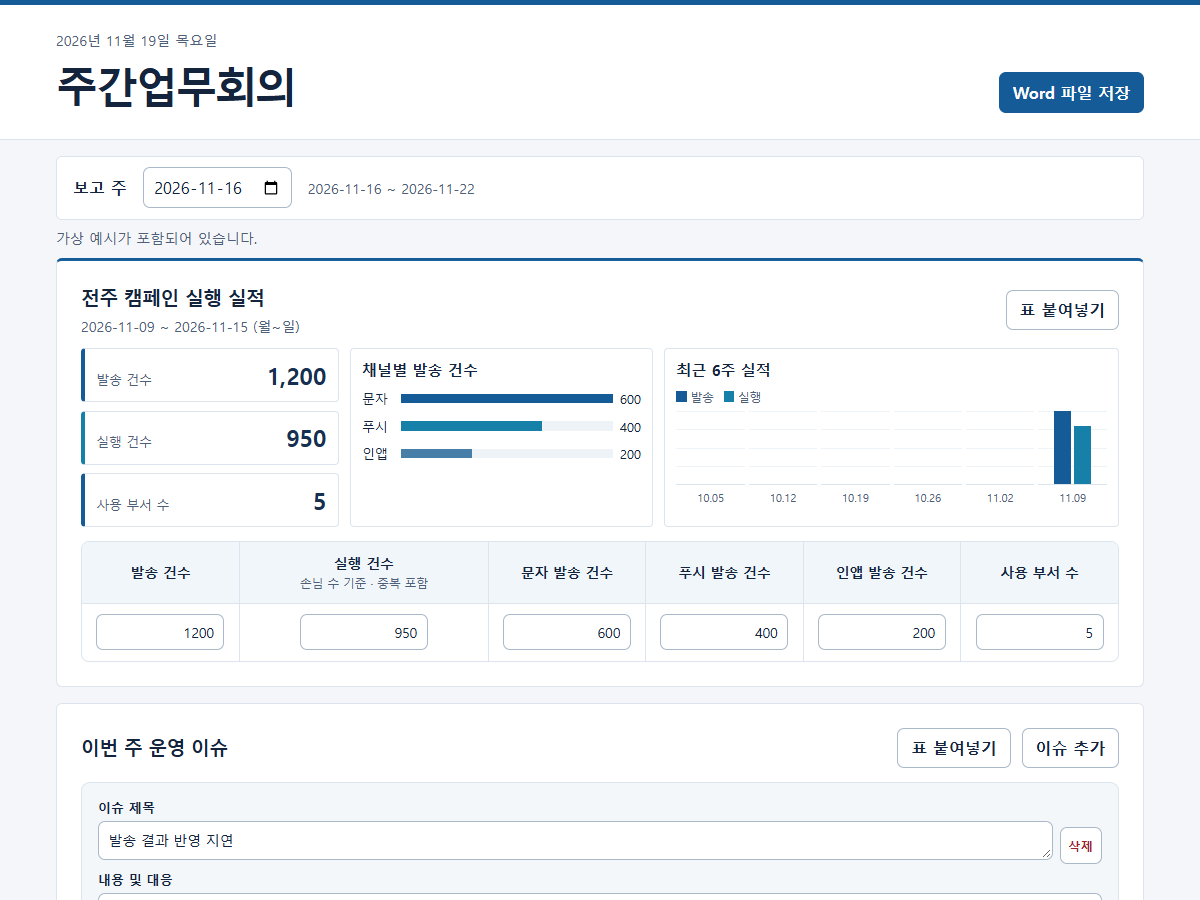 2026년 11월 19일 목요일
주간업무회의
Word 파일 저장
보고 주
2026-11-16
2026-11-16 ~ 2026-11-22
가상 예시가 포함되어 있습니다.
전주 캠페인 실행 실적
2026-11-09 ~ 2026-11-15 (월~일)
표 붙여넣기
발송 건수 1,200
실행 건수 950
사용 부서 수 5
채널별 발송 건수
문자 600
푸시 400
인앱 200
최근 6주 실적
발송 실행
10.05 10.12 10.19 10.26 11.02 11.09
발송 건수
실행 건수
손님 수 기준 · 중복 포함
문자 발송 건수
푸시 발송 건수
인앱 발송 건수
사용 부서 수
1200 950 600 400 200 5
이번 주 운영 이슈
표 붙여넣기
이슈 추가
이슈 제목
발송 결과 반영 지연
삭제
내용 및 대응